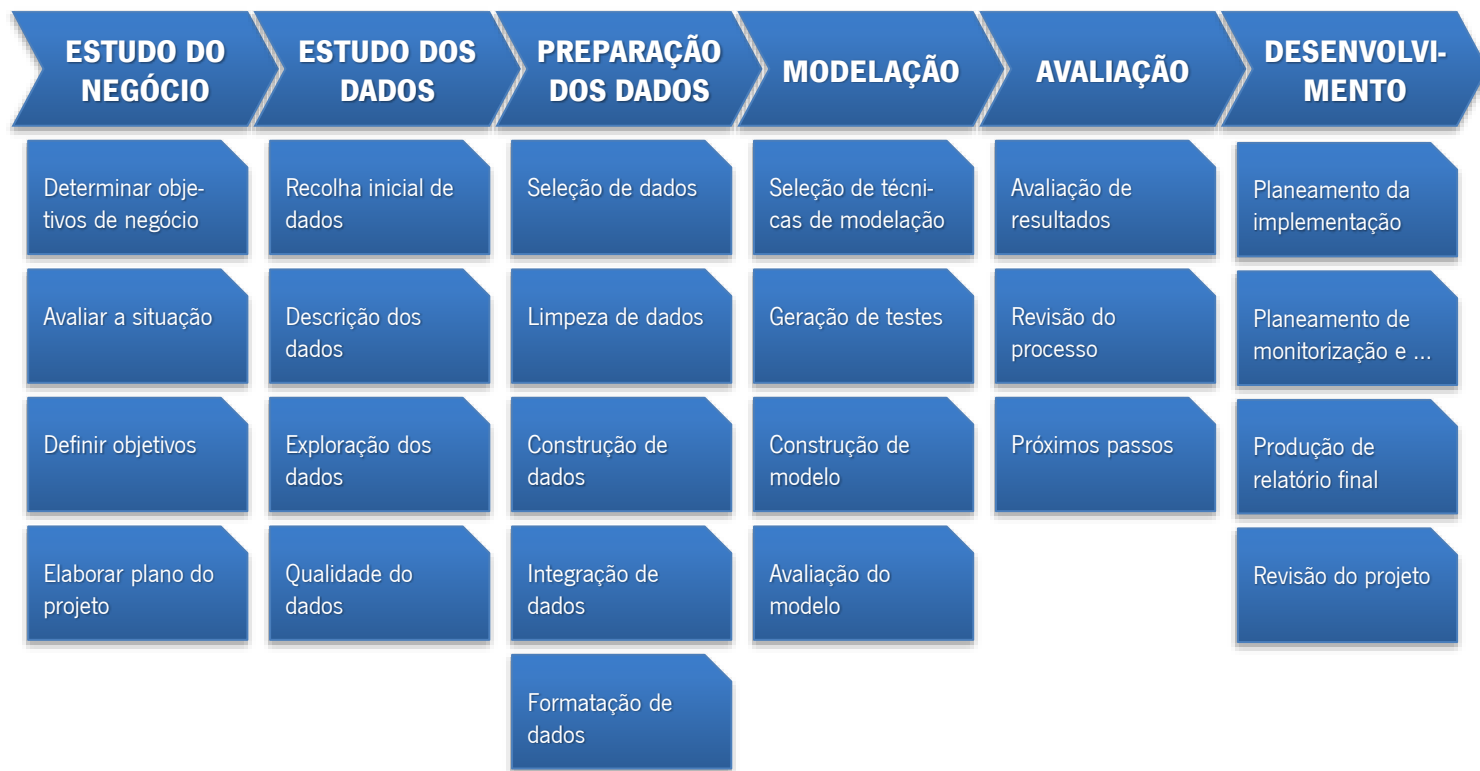 ESTUDO DO
NEGÓCIO
ESTUDO DOS
DADOS
PREPARAÇÃO
DOS DADOS
MODELAÇÃO
AVALIAÇÃO
DESENVOLVI-
MENTO
Determinar obje-
tivos de negócio
Avaliar a situação
Definir objetivos
Elaborar plano do
projeto
Recolha inicial de
dados
Descrição dos
dados
Exploração dos
dados
Qualidade do
dados
Seleção de dados
Limpeza de dados
Construção de
dados
Integração de
dados
Formatação de
dados
Seleção de técni-
cas de modelação
Geração de testes
Construção de
modelo
Avaliação do
modelo
Avaliação de
resultados
Revisão do
processo
Próximos passos
Planeamento da
implementação
Planeamento de
monitorização e ...
Produção de
relatório final
Revisão do projeto